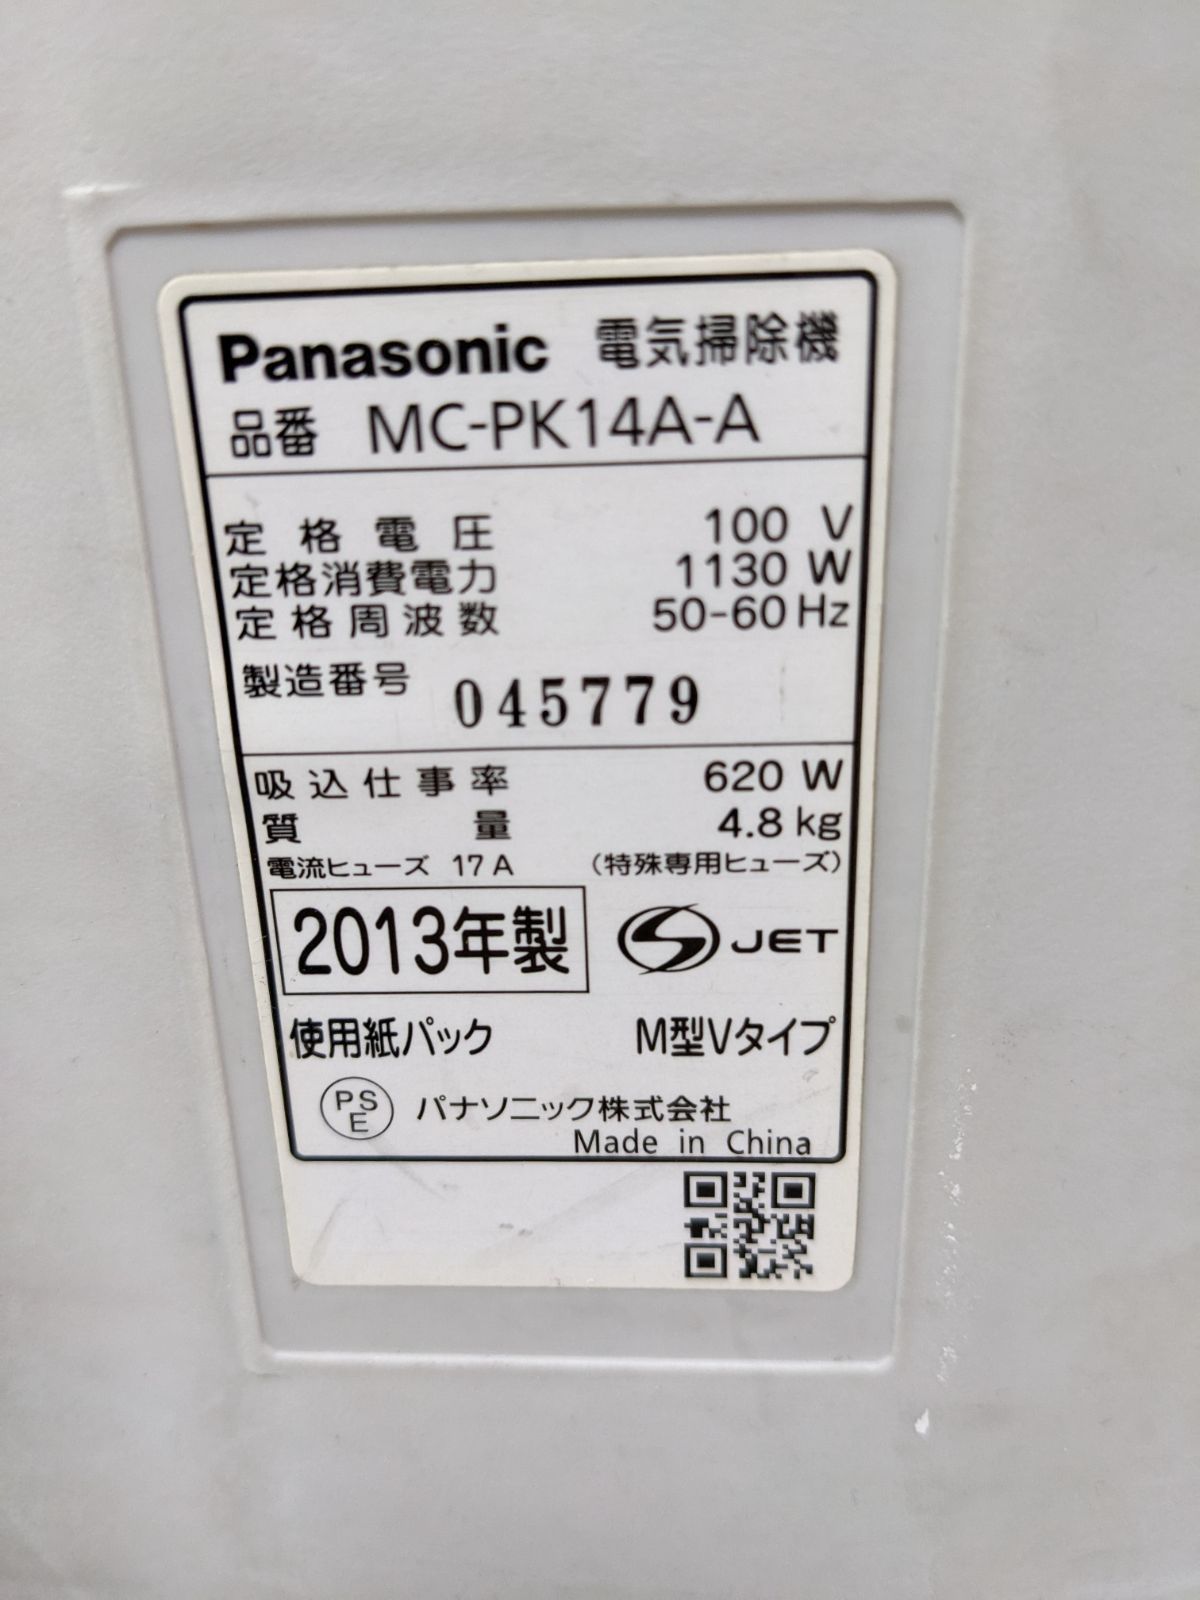 Panasonic 電気掃除機
品番 MC-PK14A-A
定格電圧 100 V
定格消費電力 1130 W
定格周波数 50-60 Hz
製造番号 045779
吸込仕事率 620 W
質量 4.8 kg
電流ヒューズ 17 A (特殊専用ヒューズ)
2013年製 S JET
使用紙パック M型Vタイプ
PS
E
パナソニック株式会社
Made in China